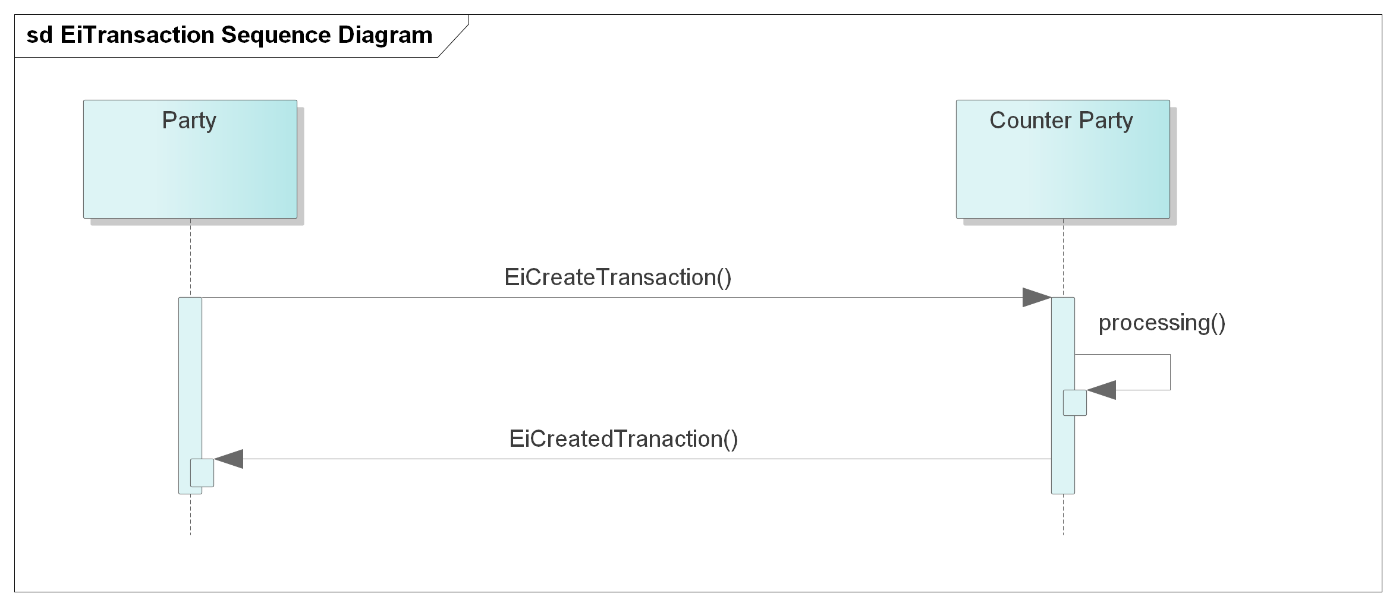 sd EiTransaction Sequence Diagram
Party
Counter Party
EiCreateTransaction()
processing()
EiCreatedTranaction()